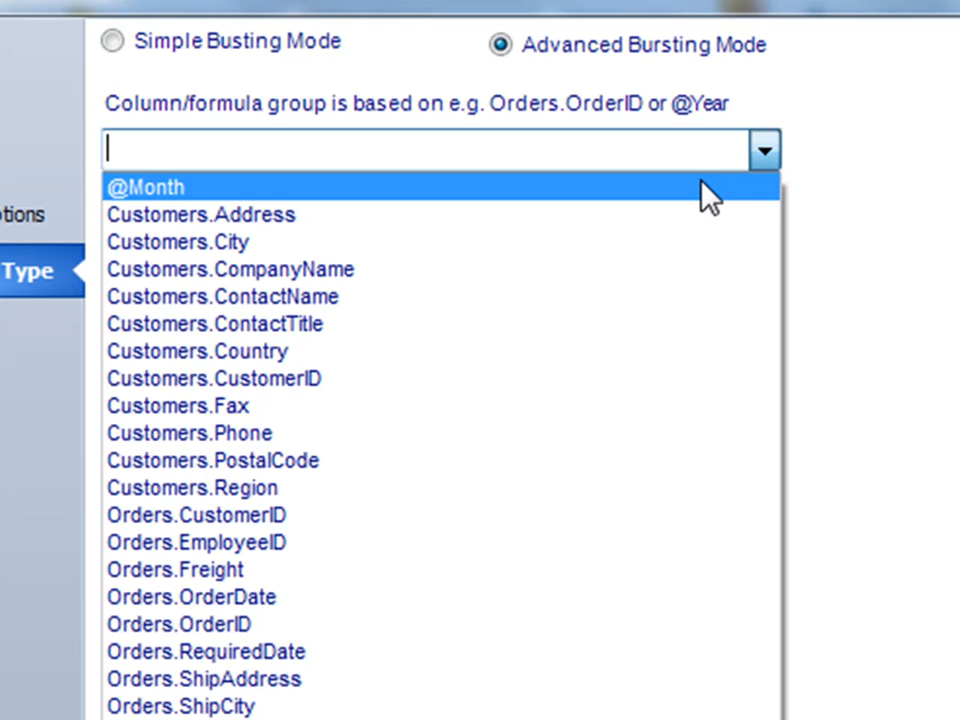 Simple Busting Mode
Advanced Bursting Mode
Column/formula group is based on e.g. Orders.OrderID or @Year
@Month
Customers.Address
Customers.City
Customers.CompanyName
Customers.ContactName
Customers.ContactTitle
Customers.Country
Customers.CustomerID
Customers.Fax
Customers.Phone
Customers.PostalCode
Customers.Region
Orders.CustomerID
Orders.EmployeeID
Orders.Freight
Orders.OrderDate
Orders.OrderID
Orders.RequiredDate
Orders.ShipAddress
Orders.ShipCity
otions
Type